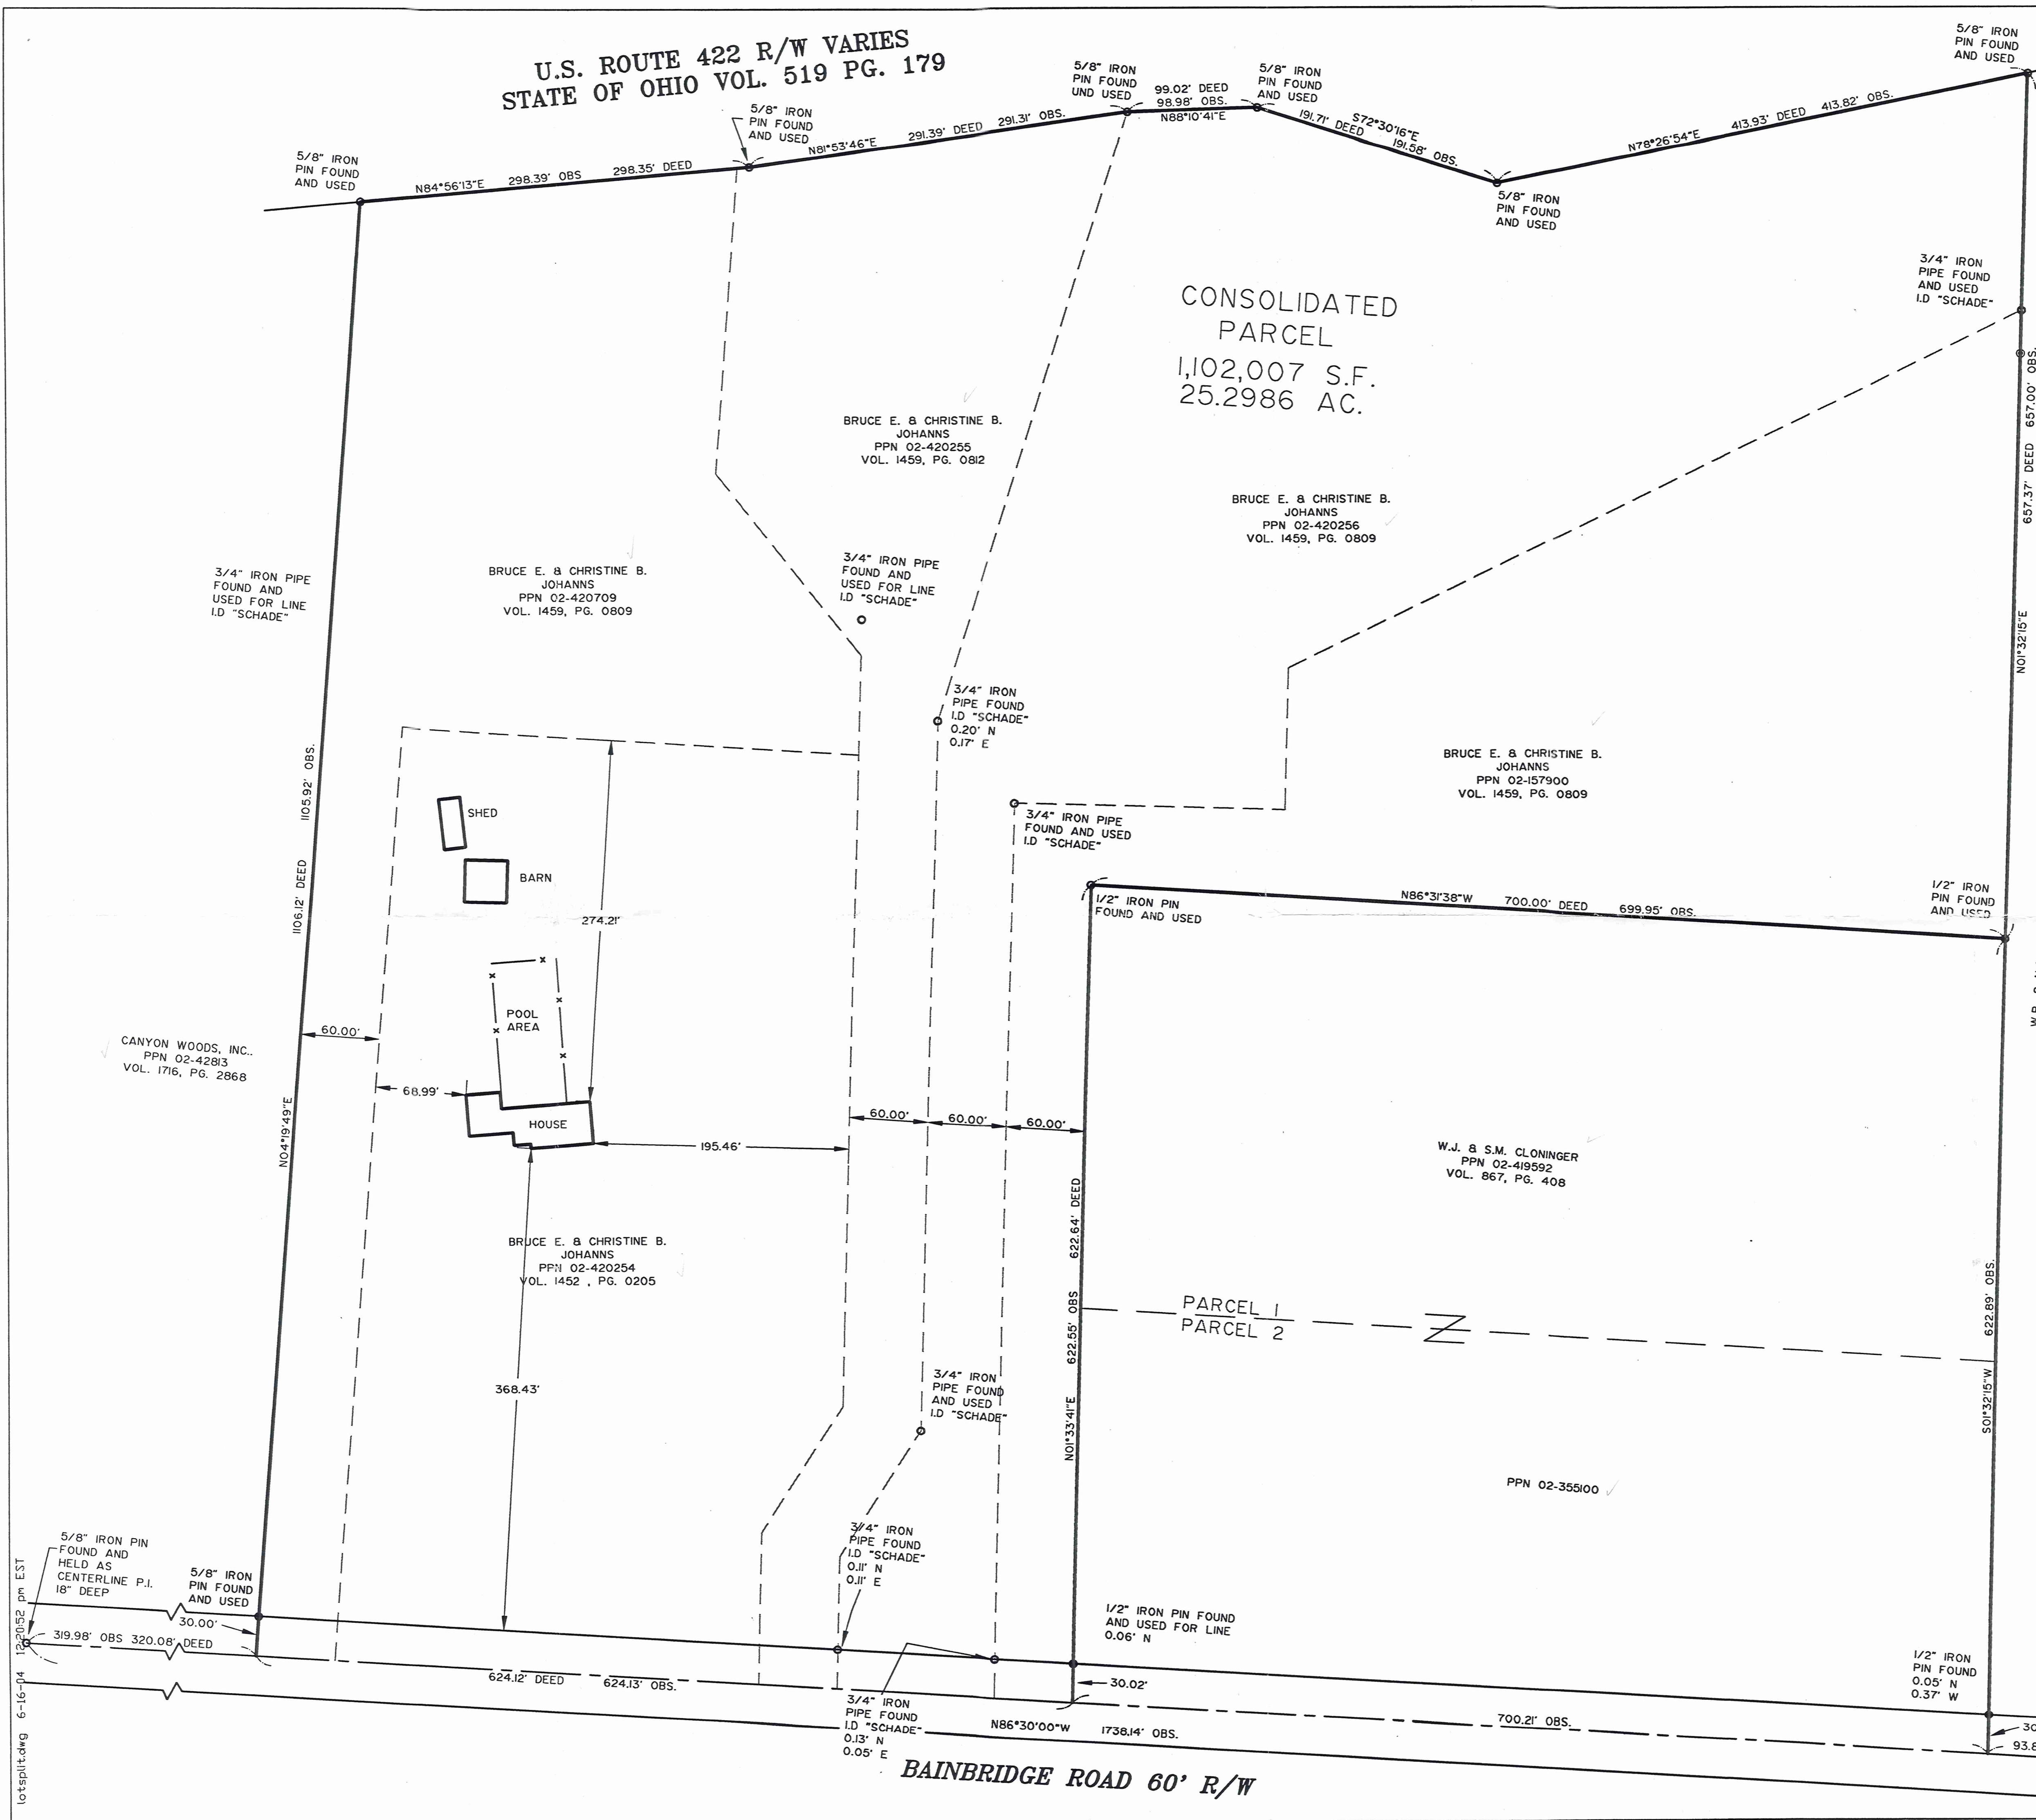 U.S. ROUTE 422 R/W VARIES
STATE OF OHIO VOL. 519 PG. 179
5/8" IRON
PIN FOUND
AND USED
5/8" IRON
PIN FOUND
AND USED
5/8" IRON
PIN FOUND
UND USED
5/8" IRON
PIN FOUND
AND USED
5/8" IRON
PIN FOUND
AND USED
5/8" IRON
PIN FOUND
AND USED
N84°56'13"E 298.39' OBS 298.35' DEED
N81°53'46"E 291.39' DEED 291.31' OBS.
99.02' DEED
98.98' OBS.
N88°10'41"E
S72°30'16"E
191.71' DEED
191.58' OBS.
N78°26'54"E 413.93' DEED 413.82' OBS.
3/4" IRON
PIPE FOUND
AND USED
I.D "SCHADE"
CONSOLIDATED
PARCEL
1,102,007 S.F.
25.2986 AC.
657.37' DEED 657.00' OBS.
N01°32'15"E
BRUCE E. & CHRISTINE B.
JOHANNS
PPN 02-420255
VOL. 1459, PG. 0812
BRUCE E. & CHRISTINE B.
JOHANNS
PPN 02-420256
VOL. 1459, PG. 0809
3/4" IRON PIPE
FOUND AND
USED FOR LINE
I.D "SCHADE"
BRUCE E. & CHRISTINE B.
JOHANNS
PPN 02-420709
VOL. 1459, PG. 0809
3/4" IRON PIPE
FOUND AND
USED FOR LINE
I.D "SCHADE"
3/4" IRON
PIPE FOUND
I.D "SCHADE"
0.20' N
0.17' E
BRUCE E. & CHRISTINE B.
JOHANNS
PPN 02-157900
VOL. 1459, PG. 0809
3/4" IRON PIPE
FOUND AND USED
I.D "SCHADE"
SHED
BARN
274.21'
N04°19'49"E 1106.12' DEED 1105.92' OBS.
1/2" IRON PIN
FOUND AND USED
N86°31'38"W 700.00' DEED 699.95' OBS.
1/2" IRON
PIN FOUND
AND USED
POOL
AREA
60.00'
CANYON WOODS, INC..
PPN 02-42813
VOL. 1716, PG. 2868
68.99'
HOUSE
195.46'
60.00'
60.00'
60.00'
W.J. & S.M. CLONINGER
PPN 02-419592
VOL. 867, PG. 408
BRUCE E. & CHRISTINE B.
JOHANNS
PPN 02-420254
VOL. 1452 , PG. 0205
N01°33'41"E 622.55' OBS 622.64' DEED
PARCEL 1
PARCEL 2
622.89' OBS.
S01°32'15"W
368.43'
3/4" IRON
PIPE FOUND
AND USED
I.D "SCHADE"
PPN 02-355100
5/8" IRON PIN
FOUND AND
HELD AS
CENTERLINE P.I.
18" DEEP
5/8" IRON
PIN FOUND
AND USED
30.00'
319.98' OBS 320.08' DEED
3/4" IRON
PIPE FOUND
I.D "SCHADE"
0.11' N
0.11' E
1/2" IRON PIN FOUND
AND USED FOR LINE
0.06' N
1/2" IRON
PIN FOUND
0.05' N
0.37' W
624.12' DEED 624.13' OBS.
30.02'
3/4" IRON
PIPE FOUND
I.D "SCHADE"
0.13' N
0.05' E
N86°30'00"W 1738.14' OBS.
700.21' OBS.
30
93.8
BAINBRIDGE ROAD 60' R/W
lotsplit.dwg 6-16-04 12:20:52 pm EST